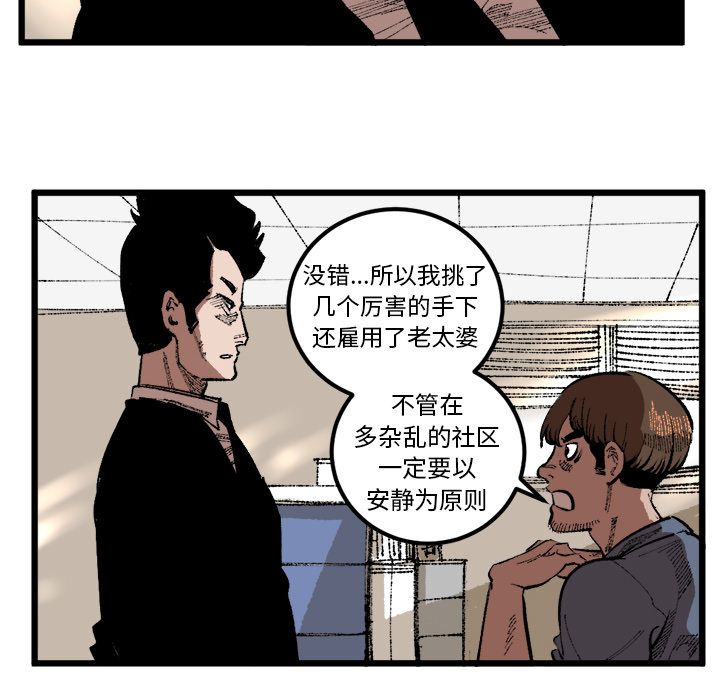 没错...所以我挑了
几个厉害的手下
还雇用了老太婆
不管在
多杂乱的社区
一定要以
安静为原则